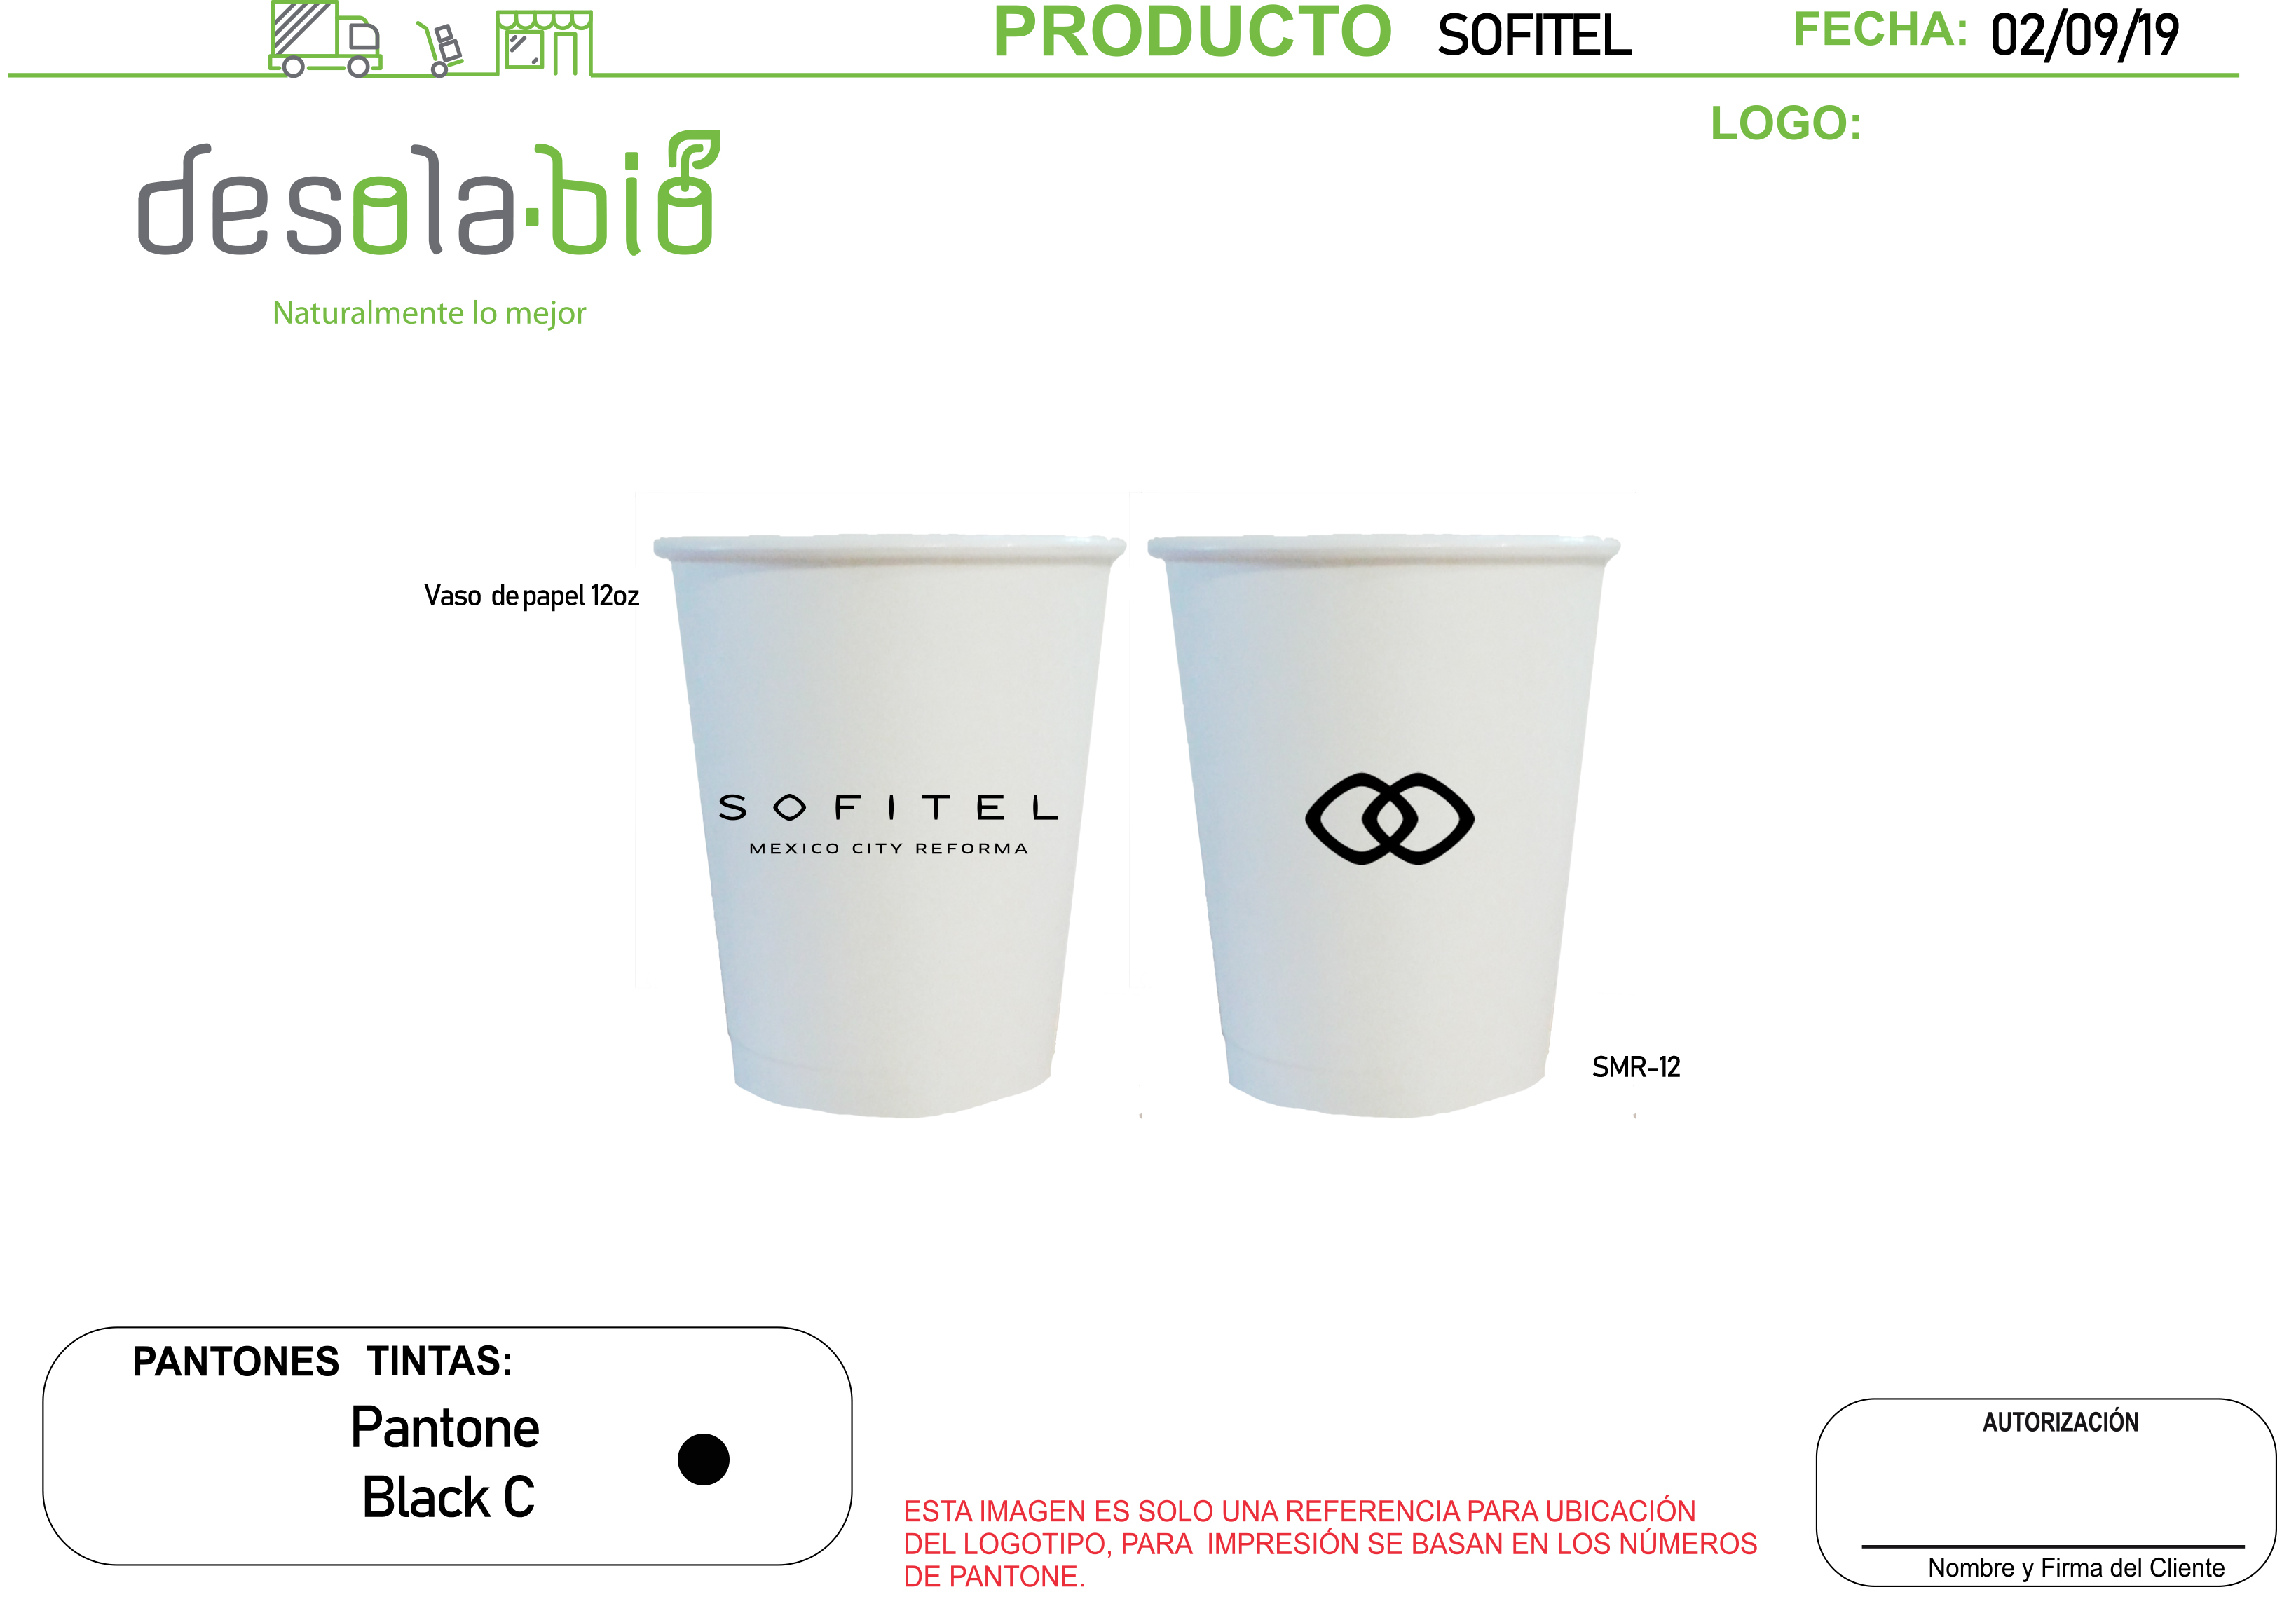 PRODUCTO SOFITEL FECHA: 02/09/19
LOGO:
desola·bio
Naturalmente lo mejor
Vaso de papel 12oz
SOFITEL
MEXICO CITY REFORMA
SMR-12
PANTONES TINTAS:
Pantone
Black C
ESTA IMAGEN ES SOLO UNA REFERENCIA PARA UBICACIÓN
DEL LOGOTIPO, PARA IMPRESIÓN SE BASAN EN LOS NÚMEROS
DE PANTONE.
AUTORIZACIÓN
Nombre y Firma del Cliente